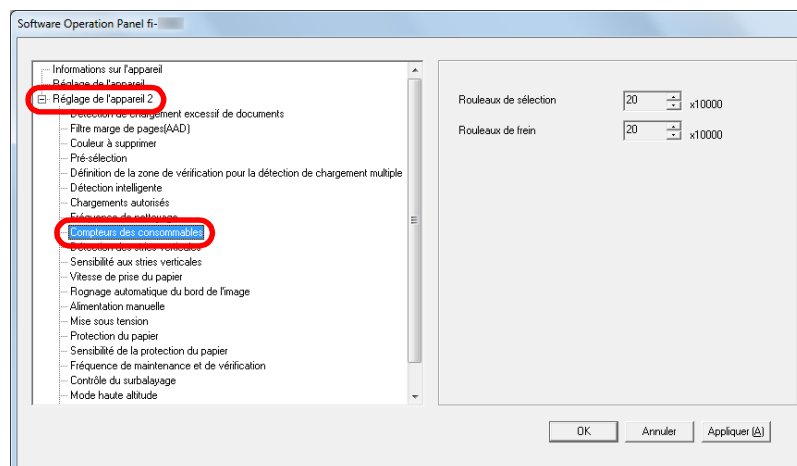 Software Operation Panel fi-
Informations sur l'appareil
Réglage de l'appareil
Réglage de l'appareil 2
Détection de chargement excessif de documents
Filtre marge de pages(AAD)
Couleur à supprimer
Pré-sélection
Définition de la zone de vérification pour la détection de chargement multiple
Détection intelligente
Chargements autorisés
Fréquence de nettoyage
Compteurs des consommables
Détection des stries verticales
Sensibilité aux stries verticales
Vitesse de prise du papier
Rognage automatique du bord de l'image
Alimentation manuelle
Mise sous tension
Protection du papier
Sensibilité de la protection du papier
Fréquence de maintenance et de vérification
Contrôle du surbalayage
Mode haute altitude
Rouleaux de sélection 20 x10000
Rouleaux de frein 20 x10000
OK Annuler Appliquer (A)